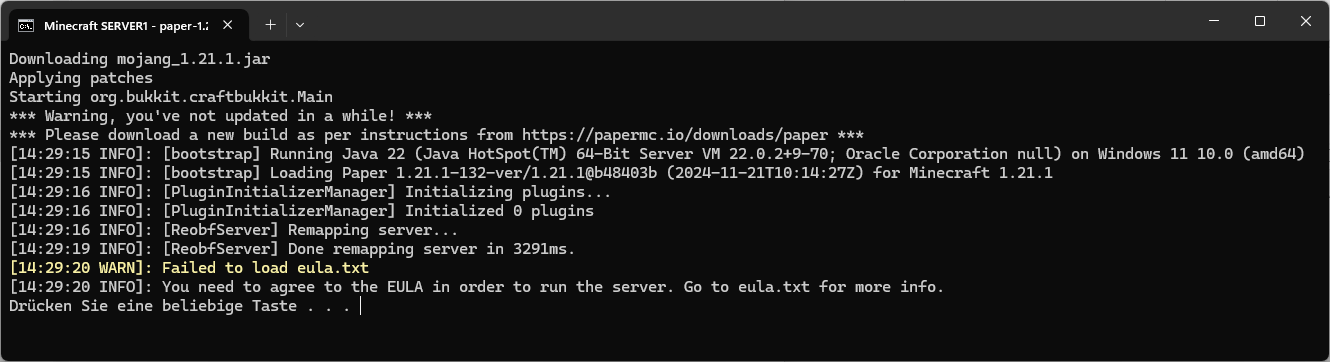 Minecraft SERVER1 - paper-1.2
Downloading mojang_1.21.1.jar
Applying patches
Starting org.bukkit.craftbukkit.Main
*** Warning, you've not updated in a while! ***
*** Please download a new build as per instructions from https://papermc.io/downloads/paper ***
[14:29:15 INFO]: [bootstrap] Running Java 22 (Java HotSpot(TM) 64-Bit Server VM 22.0.2+9-70; Oracle Corporation null) on Windows 11 10.0 (amd64)
[14:29:15 INFO]: [bootstrap] Loading Paper 1.21.1-132-ver/1.21.1@b48403b (2024-11-21T10:14:27Z) for Minecraft 1.21.1
[14:29:16 INFO]: [PluginInitializerManager] Initializing plugins...
[14:29:16 INFO]: [PluginInitializerManager] Initialized 0 plugins
[14:29:16 INFO]: [ReobfServer] Remapping server...
[14:29:19 INFO]: [ReobfServer] Done remapping server in 3291ms.
[14:29:20 WARN]: Failed to load eula.txt
[14:29:20 INFO]: You need to agree to the EULA in order to run the server. Go to eula.txt for more info.
Drücken Sie eine beliebige Taste . . .